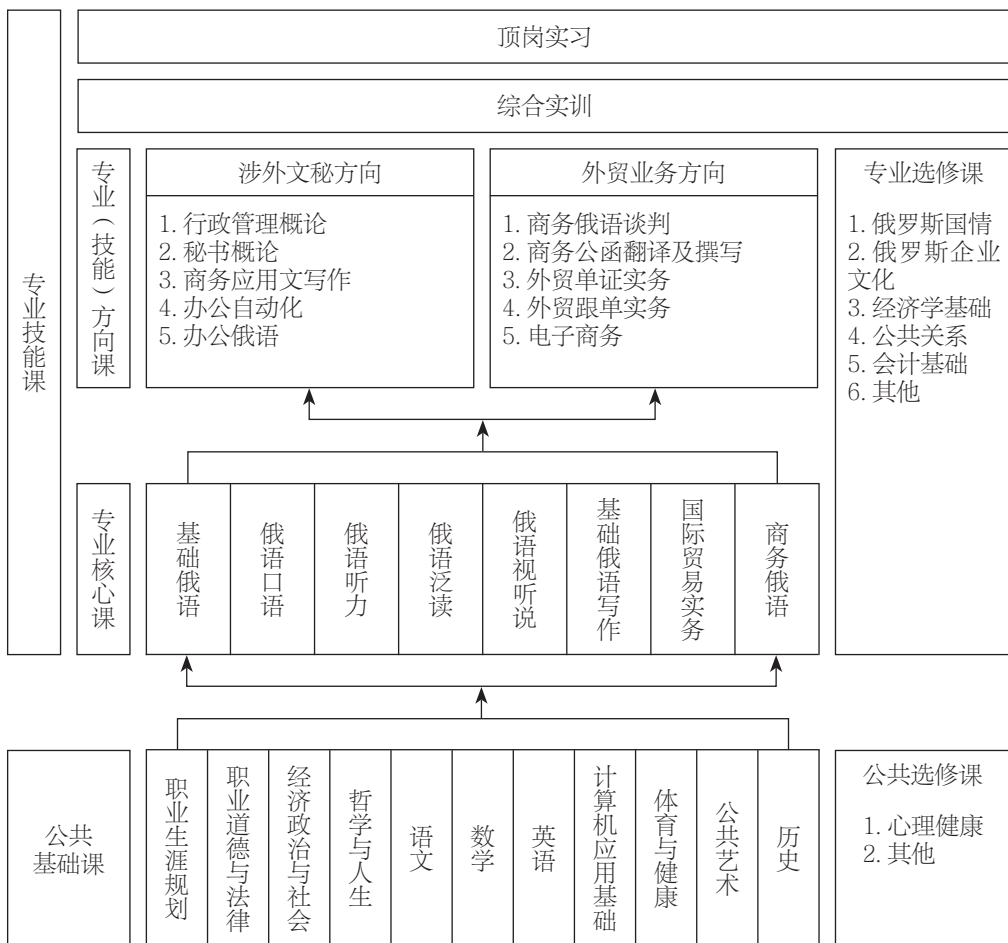 顶岗实习
综合实训
专业技能课
专业（技能）方向课
涉外文秘方向
1. 行政管理概论
2. 秘书概论
3. 商务应用文写作
4. 办公自动化
5. 办公俄语
外贸业务方向
1. 商务俄语谈判
2. 商务公函翻译及撰写
3. 外贸单证实务
4. 外贸跟单实务
5. 电子商务
专业选修课
1. 俄罗斯国情
2. 俄罗斯企业
文化
3. 经济学基础
4. 公共关系
5. 会计基础
6. 其他
专业核心课
基础俄语
俄语口语
俄语听力
俄语泛读
俄语视听说
基础俄语写作
国际贸易实务
商务俄语
公共
基础课
职业生涯规划
职业道德与法律
经济政治与社会
哲学与人生
语文
数学
英语
计算机应用基础
体育与健康
公共艺术
历史
公共选修课
1. 心理健康
2. 其他